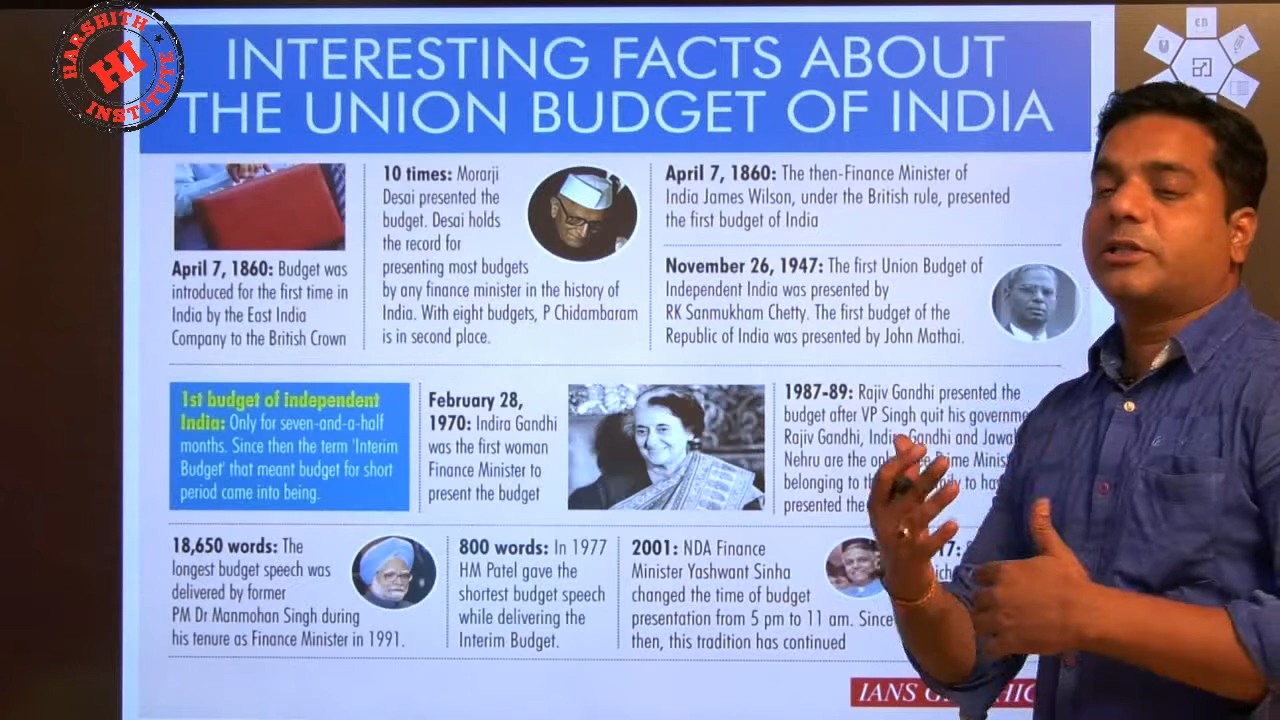 HARSHITH
HI
INSTITUTE
INTERESTING FACTS ABOUT
THE UNION BUDGET OF INDIA
April 7, 1860: Budget was
introduced for the first time in
India by the East India
Company to the British Crown
10 times: Morarji
Desai presented the
budget. Desai holds
the record for
presenting most budgets
by any finance minister in the history of
India. With eight budgets, P Chidambaram
is in second place.
April 7, 1860: The then-Finance Minister of
India James Wilson, under the British rule, presented
the first budget of India
November 26, 1947: The first Union Budget of
Independent India was presented by
RK Sanmukham Chetty. The first budget of the
Republic of India was presented by John Mathai.
1st budget of independent
India: Only for seven-and-a-half
months. Since then the term 'Interim
Budget' that meant budget for short
period came into being.
February 28,
1970: Indira Gandhi
was the first woman
Finance Minister to
present the budget
1987-89: Rajiv Gandhi presented the
budget after VP Singh quit his
Rajiv Gandhi, Gandhi and
Nehru are the
belonging to
presented the
18,650 words: The
longest budget speech was
delivered by former
PM Dr Manmohan Singh during
his tenure as Finance Minister in 1991.
800 words: In 1977
HM Patel gave the
shortest budget speech
while delivering the
Interim Budget.
2001: NDA Finance
Minister Yashwant Sinha
changed the time of budget
presentation from 5 pm to 11 am. Since
then, this tradition has continued
IANS